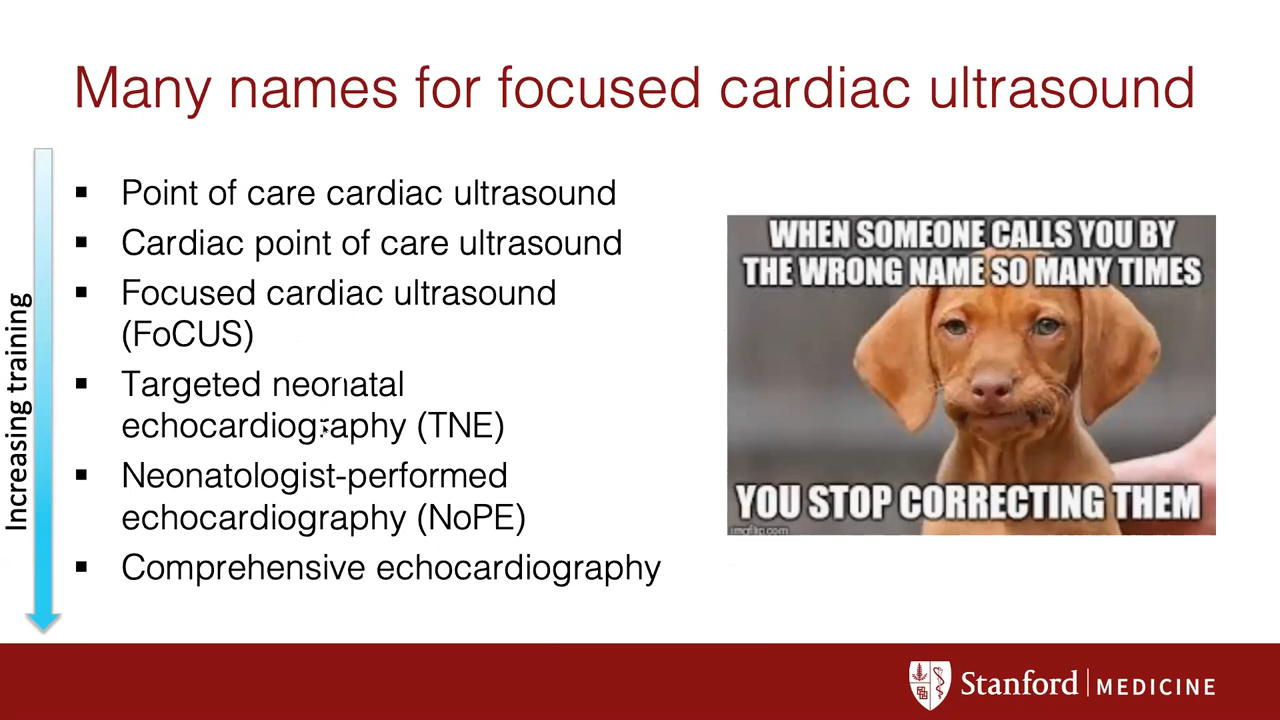 Many names for focused cardiac ultrasound
Increasing training
▪ Point of care cardiac ultrasound
▪ Cardiac point of care ultrasound
▪ Focused cardiac ultrasound
(FoCUS)
▪ Targeted neonatal
echocardiography (TNE)
▪ Neonatologist-performed
echocardiography (NoPE)
▪ Comprehensive echocardiography
WHEN SOMEONE CALLS YOU BY
THE WRONG NAME SO MANY TIMES
YOU STOP CORRECTING THEM
imgflip.com
Stanford MEDICINE